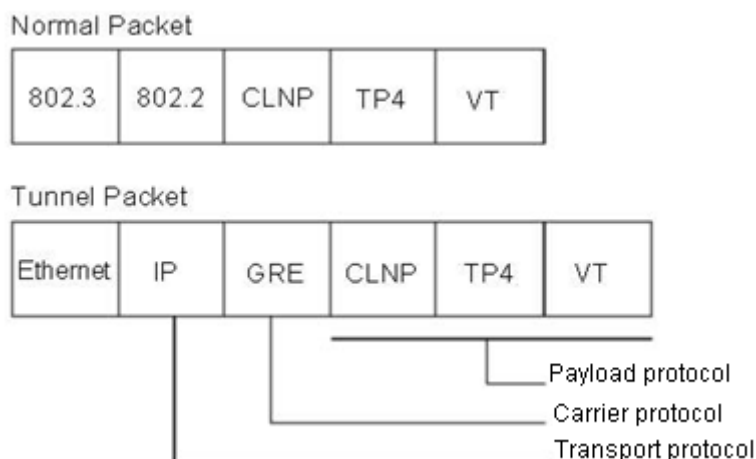 Normal Packet
802.3 802.2 CLNP TP4 VT
Tunnel Packet
Ethernet IP GRE CLNP TP4 VT
Payload protocol
Carrier protocol
Transport protocol